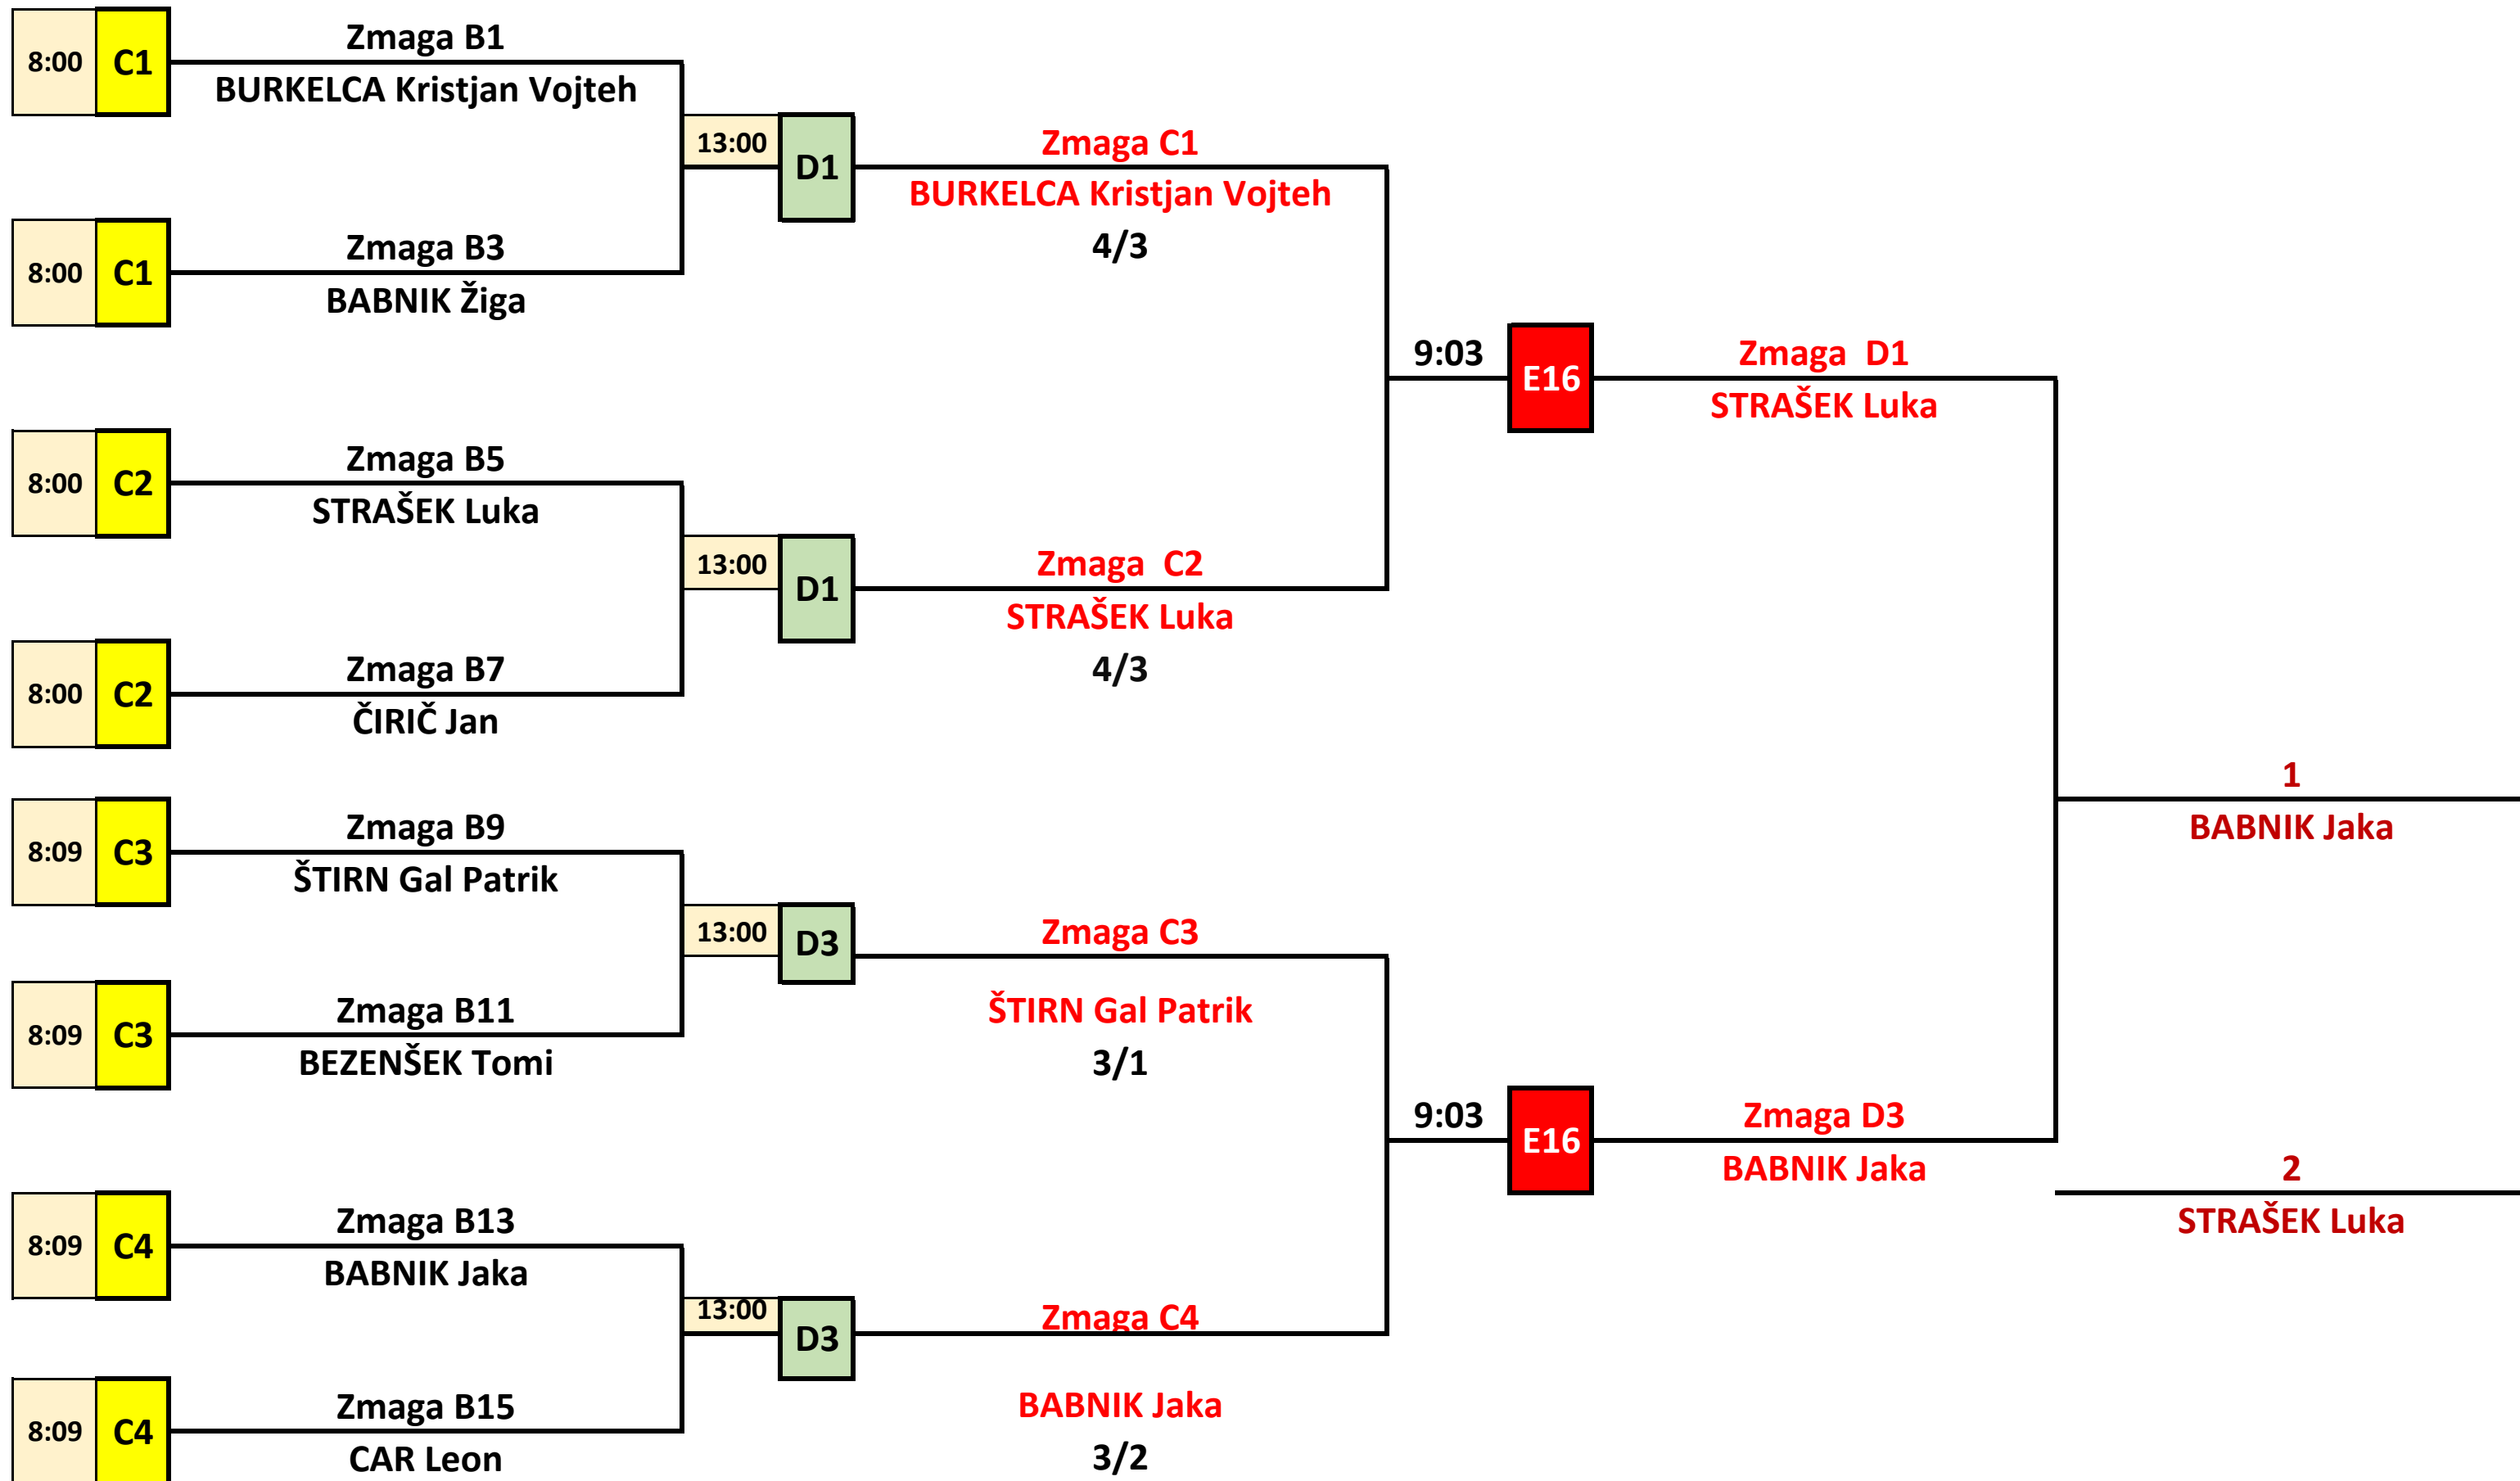 8:00 C1 Zmaga B1
BURKELCA Kristjan Vojteh
8:00 C1 Zmaga B3
BABNIK Žiga
8:00 C2 Zmaga B5
STRAŠEK Luka
8:00 C2 Zmaga B7
ČIRIČ Jan
8:09 C3 Zmaga B9
ŠTIRN Gal Patrik
8:09 C3 Zmaga B11
BEZENŠEK Tomi
8:09 C4 Zmaga B13
BABNIK Jaka
8:09 C4 Zmaga B15
CAR Leon
13:00 D1 Zmaga C1
BURKELCA Kristjan Vojteh
4/3
13:00 D1 Zmaga C2
STRAŠEK Luka
4/3
13:00 D3 Zmaga C3
ŠTIRN Gal Patrik
3/1
13:00 D3 Zmaga C4
BABNIK Jaka
3/2
9:03 E16 Zmaga D1
STRAŠEK Luka
9:03 E16 Zmaga D3
BABNIK Jaka
1
BABNIK Jaka
2
STRAŠEK Luka